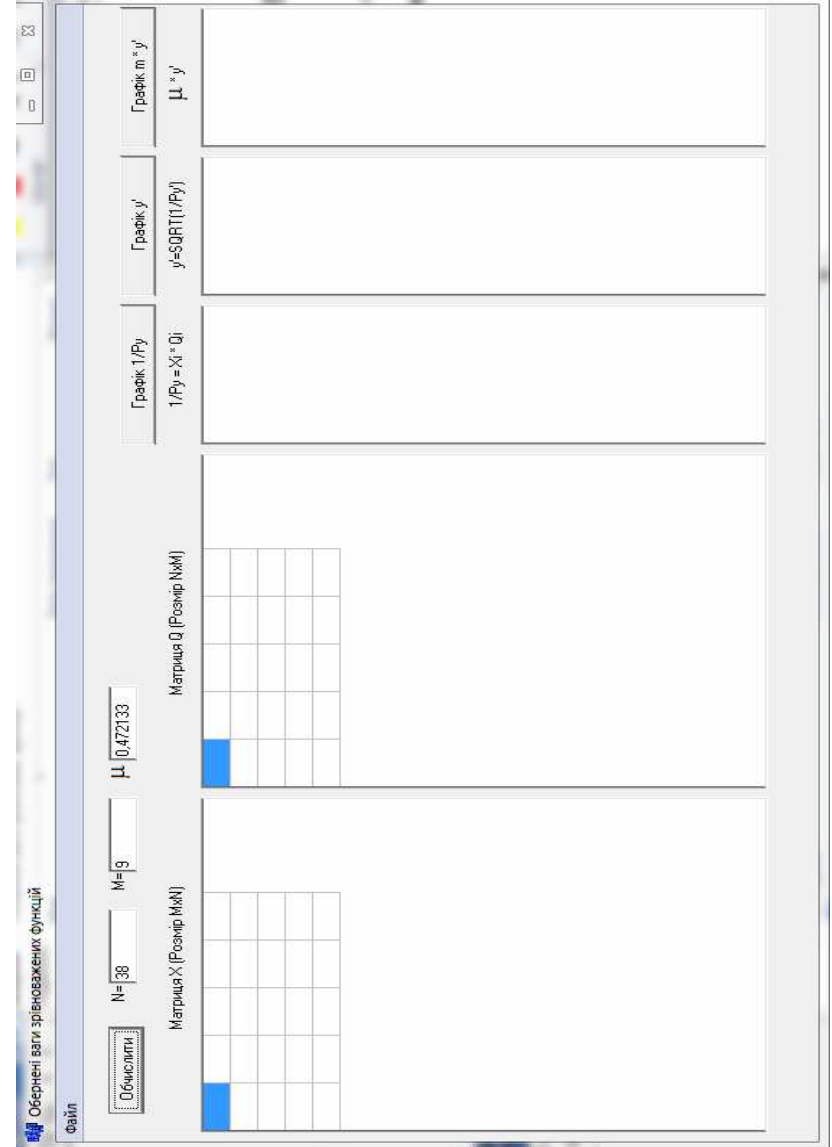 Обернені ваги зрівноважених функцій
Файл
Обчислити N= 38 M= 9 µ 0,472133 Графік 1/Py Графік y' Графік m * y'
Матриця X (Розмір MxN) Матриця Q (Розмір NxM) 1/Py = Xi * Qi y'=SQRT(1/Py') µ * y'